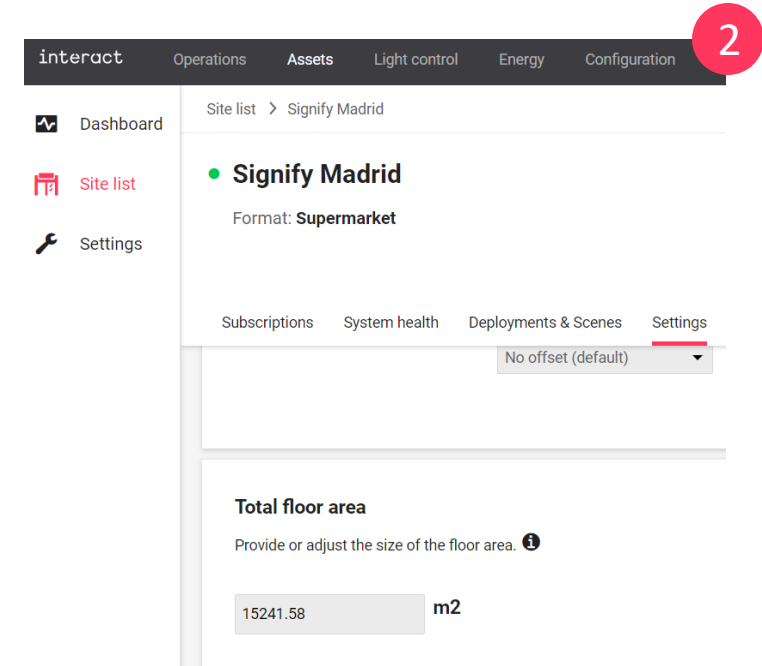 2
interact Operations Assets Light control Energy Configuration
Dashboard
Site list
Settings
Site list > Signify Madrid
Signify Madrid
Format: Supermarket
Subscriptions System health Deployments & Scenes Settings
No offset (default)
Total floor area
Provide or adjust the size of the floor area.
15241.58 m2